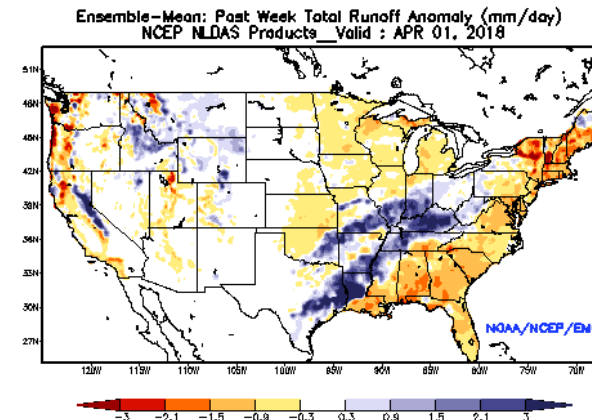 Ensemble-Mean: Past Week Total Runoff Anomaly (mm/day)
NCEP NLDAS Products__Valid : APR 01, 2018
51N
48N
45N
42N
39N
36N
33N
30N
27N
NOAA/NCEP/EM
120W 115W 110W 105W 100W 95W 90W 85W 80W 75W 70W
-3 -2.1 -1.5 -0.9 -0.3 0.3 0.9 1.5 2.1 3